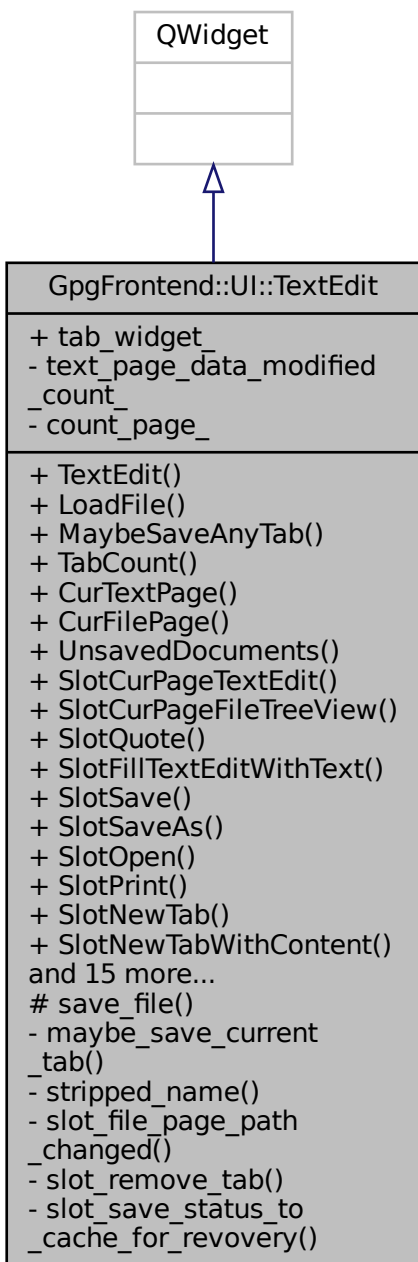 QWidget
GpgFrontend::UI::TextEdit
+ tab_widget_
- text_page_data_modified
_count_
- count_page_
+ TextEdit()
+ LoadFile()
+ MaybeSaveAnyTab()
+ TabCount()
+ CurTextPage()
+ CurFilePage()
+ UnsavedDocuments()
+ SlotCurPageTextEdit()
+ SlotCurPageFileTreeView()
+ SlotQuote()
+ SlotFillTextEditWithText()
+ SlotSave()
+ SlotSaveAs()
+ SlotOpen()
+ SlotPrint()
+ SlotNewTab()
+ SlotNewTabWithContent()
and 15 more...
# save_file()
- maybe_save_current
_tab()
- stripped_name()
- slot_file_page_path
_changed()
- slot_remove_tab()
- slot_save_status_to
_cache_for_revovery()